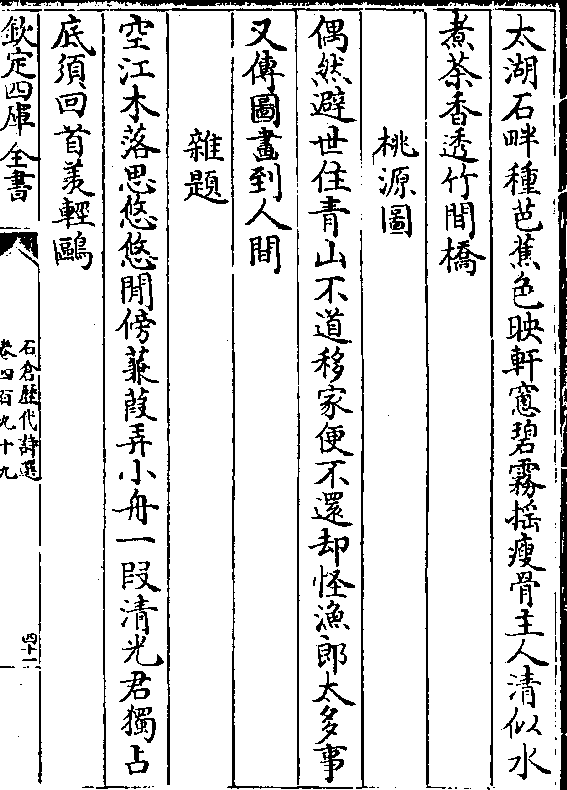 太湖石畔種芭蕉色映軒窓碧霧揺瘦骨主人清似水
煮茶香透竹間橋
桃源圖
偶然避世住青山不道移家便不還却怪漁郎太多事
又傳圖畫到人間
雜題
空江木落思悠悠閒傍蒹葭弄小舟一段清光君獨占
底須回首羡輕鷗
欽定四庫全書
石倉歴代詩選
卷四百九十九
四十一